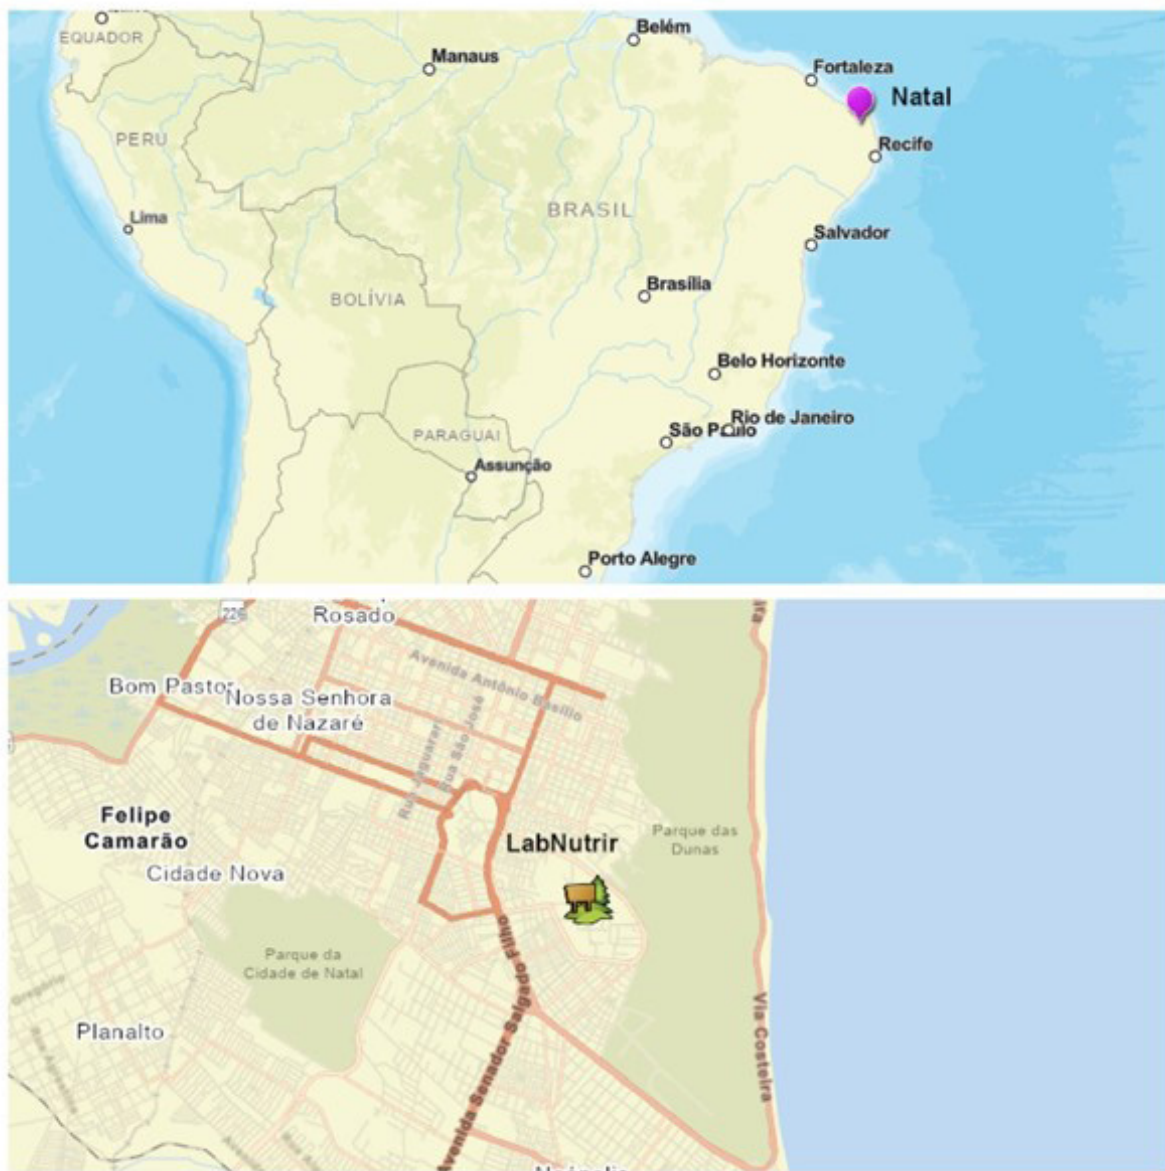 EQUADOR
Belém
Manaus
Fortaleza
Natal
PERU
Recife
BRASIL
Lima
Salvador
Brasília
BOLÍVIA
Belo Horizonte
Rio de Janeiro
São Paulo
PARAGUAI
Assunção
Porto Alegre
226
Rosado
Avenida Antônio Basílio
Bom Pastor
Nossa Senhora
de Nazaré
Rua São José
Rua Jaguarari
Felipe
Camarão
LabNutrir
Parque das
Dunas
Cidade Nova
Parque da
Cidade de Natal
Avenida Senador Salgado Filho
Via Costeira
Planalto